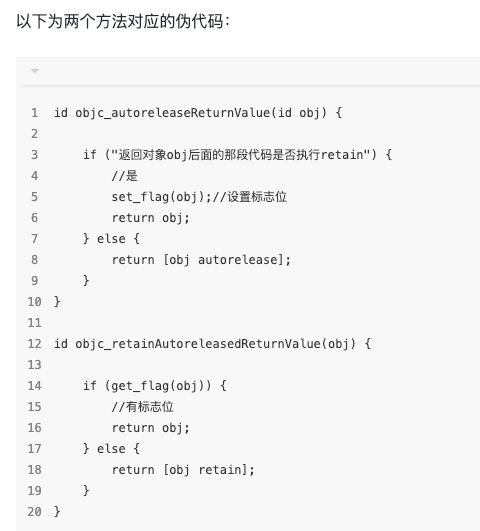 以下为两个方法对应的伪代码：
1 id objc_autoreleaseReturnValue(id obj) {
2
3     if ("返回对象obj后面的那段代码是否执行retain") {
4         //是
5         set_flag(obj);//设置标志位
6         return obj;
7     } else {
8         return [obj autorelease];
9     }
10 }
11
12 id objc_retainAutoreleasedReturnValue(obj) {
13
14     if (get_flag(obj)) {
15         //有标志位
16         return obj;
17     } else {
18         return [obj retain];
19     }
20 }